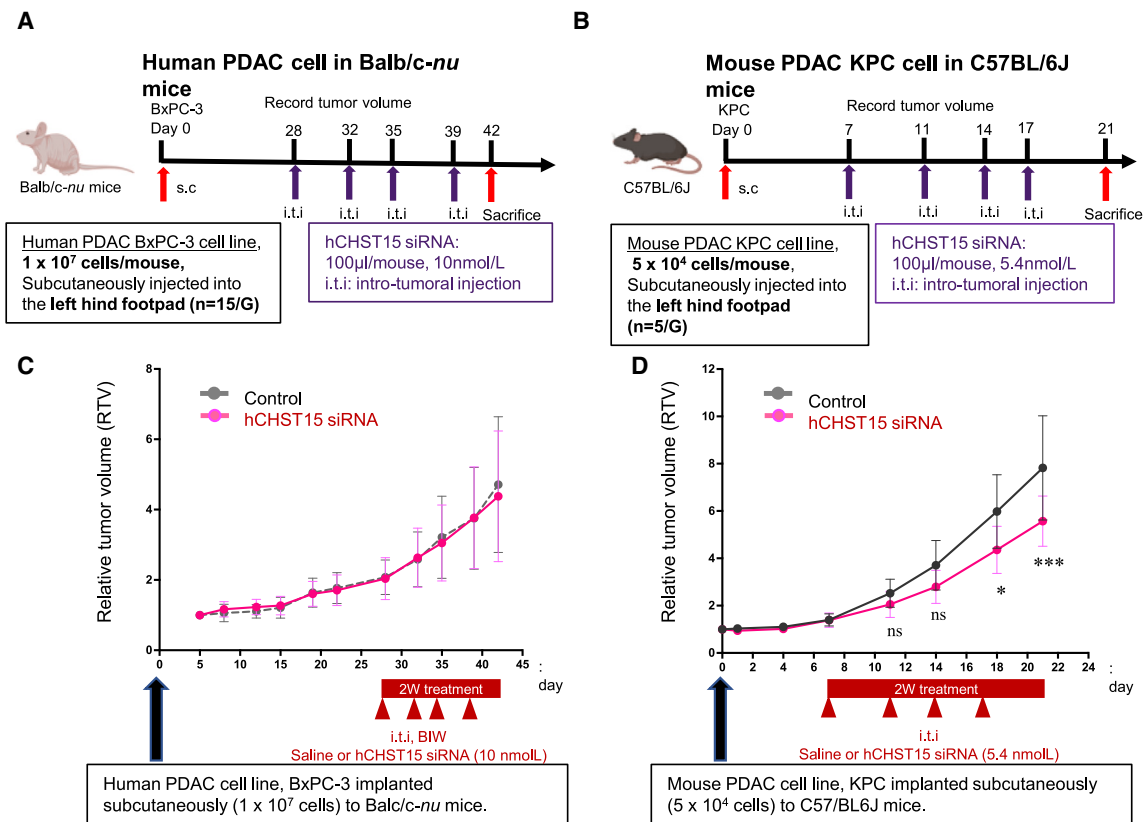 A
Human PDAC cell in Balb/c-nu
mice
BxPC-3
Day 0
Record tumor volume
28 32 35 39 42
Balb/c-nu mice
s.c
i.t.i i.t.i i.t.i i.t.i Sacrifice
Human PDAC BxPC-3 cell line,
1 x 10⁷ cells/mouse,
Subcutaneously injected into
the left hind footpad (n=15/G)
hCHST15 siRNA:
100µl/mouse, 10nmol/L
i.t.i: intro-tumoral injection
B
Mouse PDAC KPC cell in C57BL/6J
mice
KPC
Day 0
Record tumor volume
7 11 14 17 21
C57BL/6J
s.c
i.t.i i.t.i i.t.i i.t.i Sacrifice
Mouse PDAC KPC cell line,
5 x 10⁴ cells/mouse,
Subcutaneously injected into
the left hind footpad
(n=5/G)
hCHST15 siRNA:
100µl/mouse, 5.4nmol/L
i.t.i: intro-tumoral injection
C
Relative tumor volume (RTV)
8
6
4
2
0
Control
hCHST15 siRNA
0 5 10 15 20 25 30 35 40 45 :
day
2W treatment
i.t.i, BIW
Saline or hCHST15 siRNA (10 nmolL)
Human PDAC cell line, BxPC-3 implanted
subcutaneously (1 x 10⁷ cells) to Balc/c-nu mice.
D
Relative tumor volume (RTV)
12
10
8
6
4
2
0
Control
hCHST15 siRNA
ns
ns
*
***
0 2 4 6 8 10 12 14 16 18 20 22 24 :
day
2W treatment
i.t.i
Saline or hCHST15 siRNA (5.4 nmolL)
Mouse PDAC cell line, KPC implanted subcutaneously
(5 x 10⁴ cells) to C57/BL6J mice.